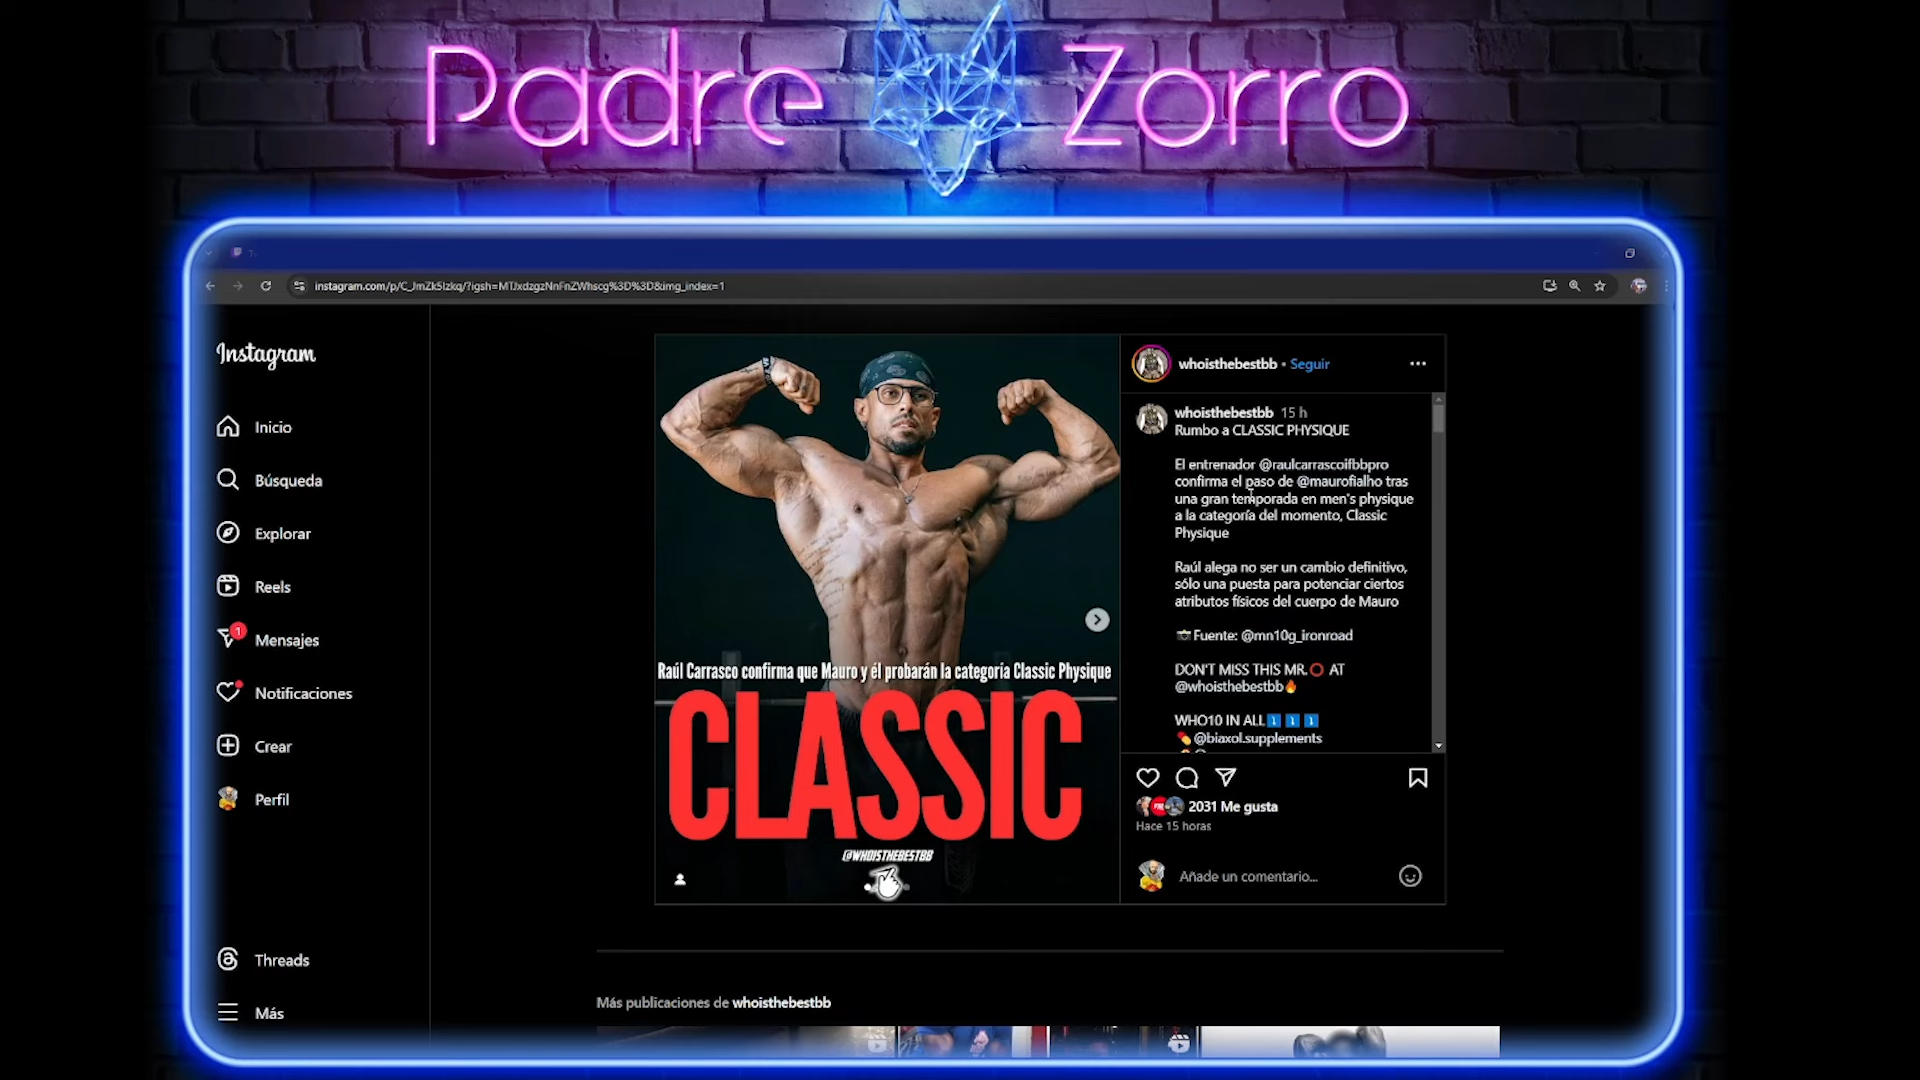 Padre Zorro
instagram.com/p/C_JmZk5Izkq/?igsh=MTJxdzgzNnFnZWhscg%3D%3D&img_index=1
Instagram
Inicio
Búsqueda
Explorar
Reels
1
Mensajes
Notificaciones
Crear
Perfil
Threads
Más
Raúl Carrasco confirma que Mauro y él probarán la categoría Classic Physique
CLASSIC
@WHOISTHEBESTBB
whoisthebestbb • Seguir
whoisthebestbb 15 h
Rumbo a CLASSIC PHYSIQUE
El entrenador @raulcarrascoifbbpro
confirma el paso de @maurofialho tras
una gran temporada en men's physique
a la categoría del momento, Classic
Physique
Raúl alega no ser un cambio definitivo,
sólo una puesta para potenciar ciertos
atributos físicos del cuerpo de Mauro
📷Fuente: @mn10g_ironroad
DON'T MISS THIS MR.⭕ AT
@whoisthebestbb🔥
WHO10 IN ALL⤵️⤵️⤵️
💊@biaxol.supplements
2031 Me gusta
Hace 15 horas
Añade un comentario...
Más publicaciones de whoisthebestbb